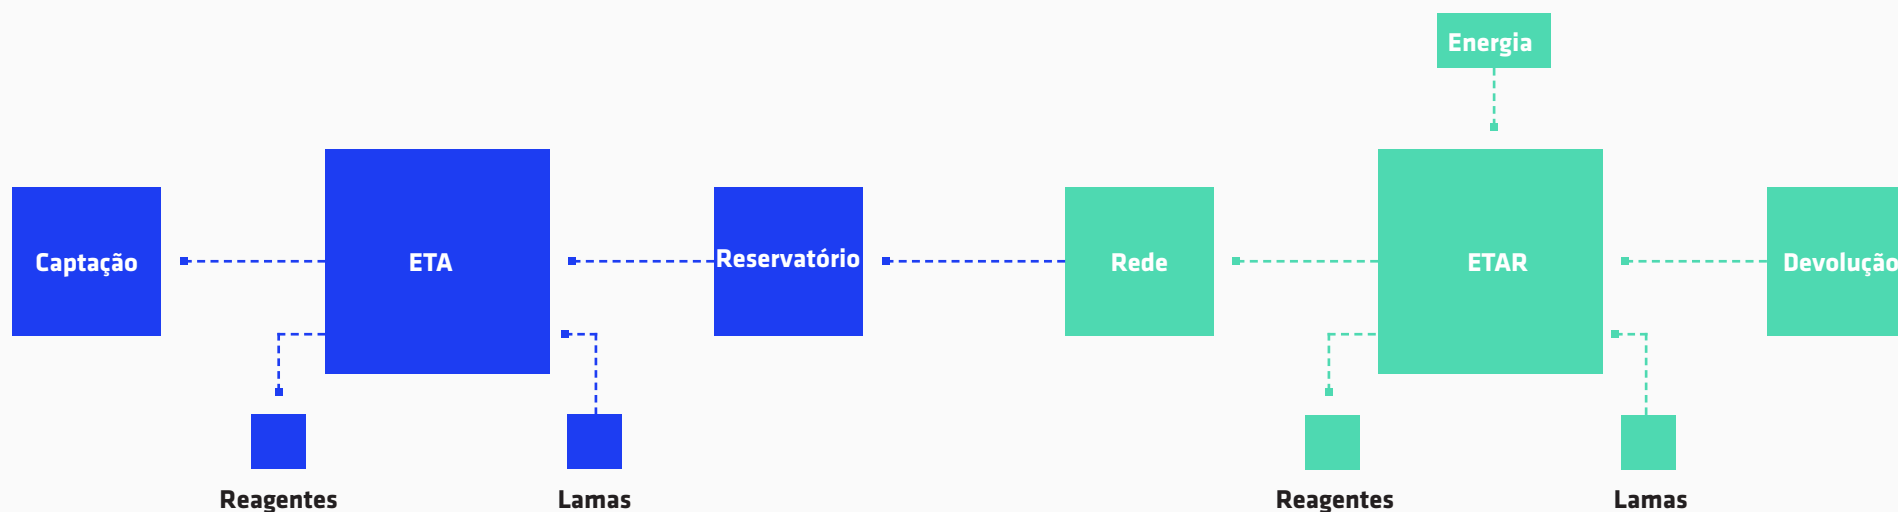 Energia
Captação
ETA
Reservatório
Rede
ETAR
Devolução
Reagentes
Lamas
Reagentes
Lamas